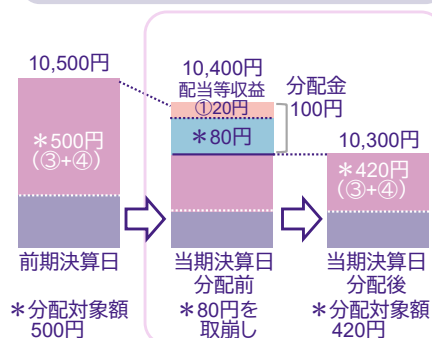 10,500円
＊500円
（③+④）
前期決算日
＊分配対象額
500円
10,400円
配当等収益
①20円
＊80円
分配金
100円
当期決算日
分配前
＊80円を
取崩し
10,300円
＊420円
（③+④）
当期決算日
分配後
＊分配対象額
420円